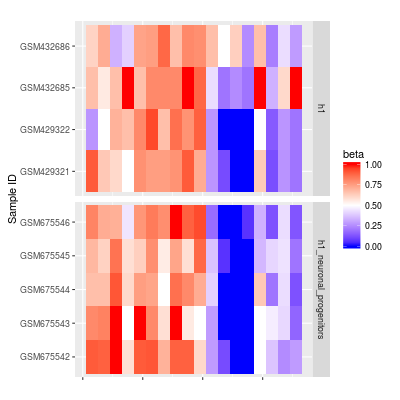 Sample ID
GSM432686
GSM432685
GSM429322
GSM429321
h1
GSM675546
GSM675545
GSM675544
GSM675543
GSM675542
h1_neuronal_progenitors
beta
1.00
0.75
0.50
0.25
0.00